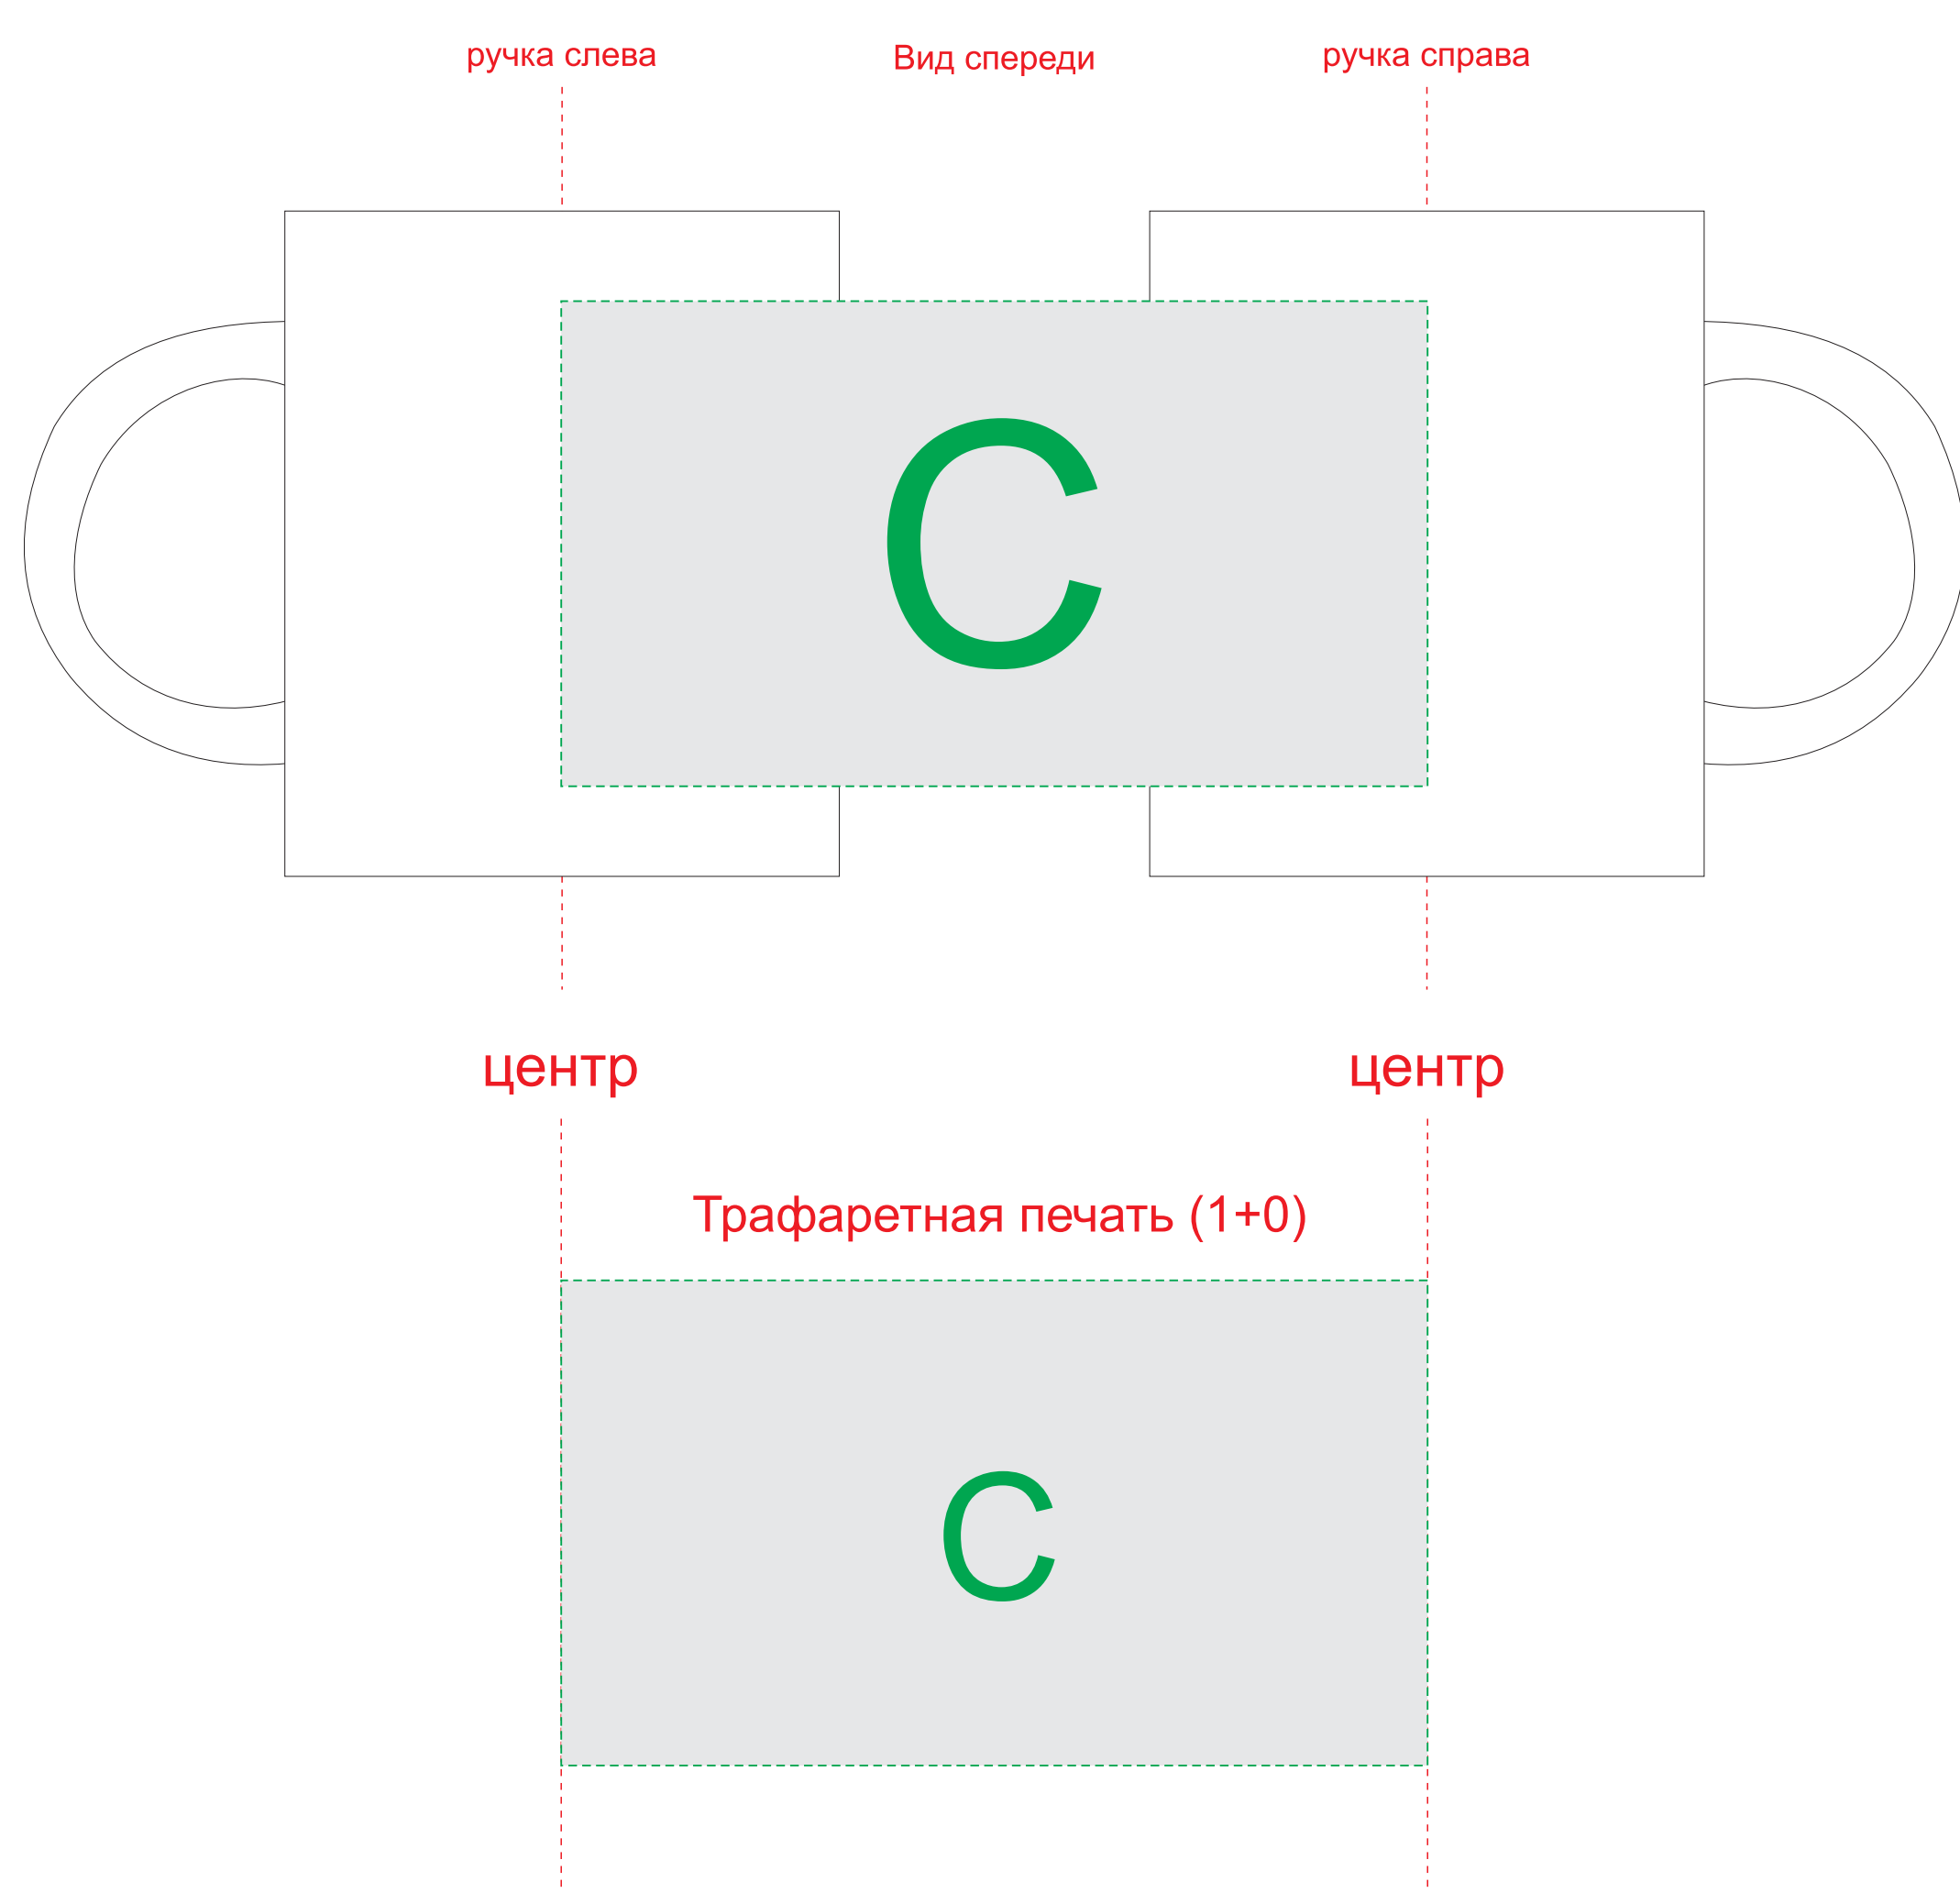 ручка слева
Вид спереди
ручка справа
С
центр
центр
Трафаретная печать (1+0)
С